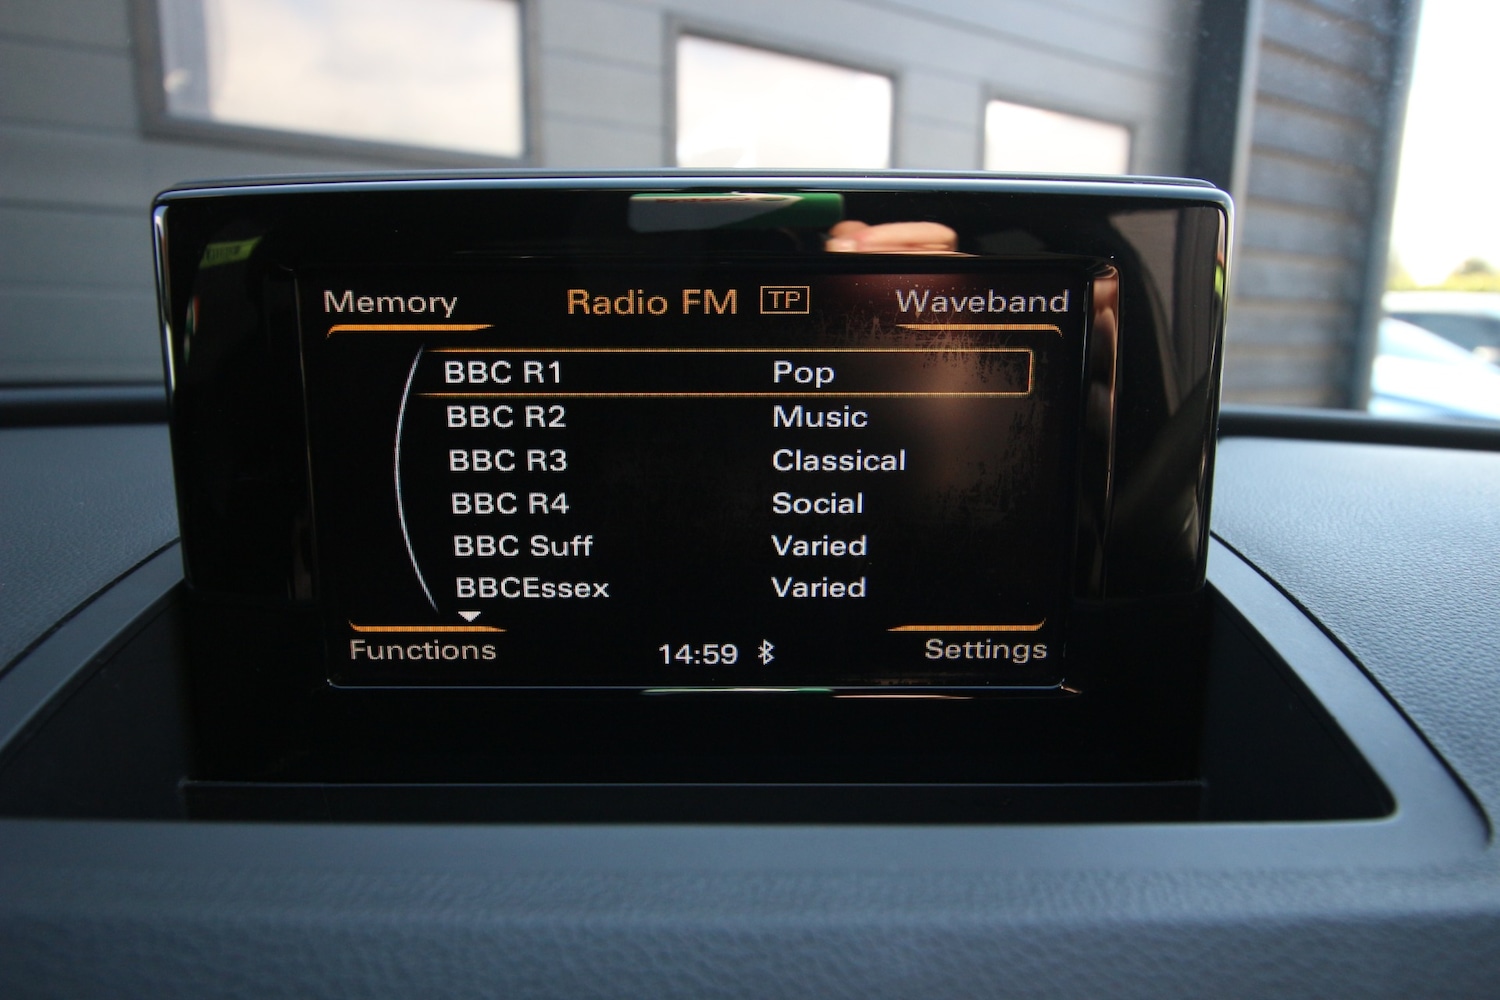 Memory Radio FM TP Waveband
BBC R1 Pop
BBC R2 Music
BBC R3 Classical
BBC R4 Social
BBC Suff Varied
BBCEssex Varied
Functions 14:59 Settings